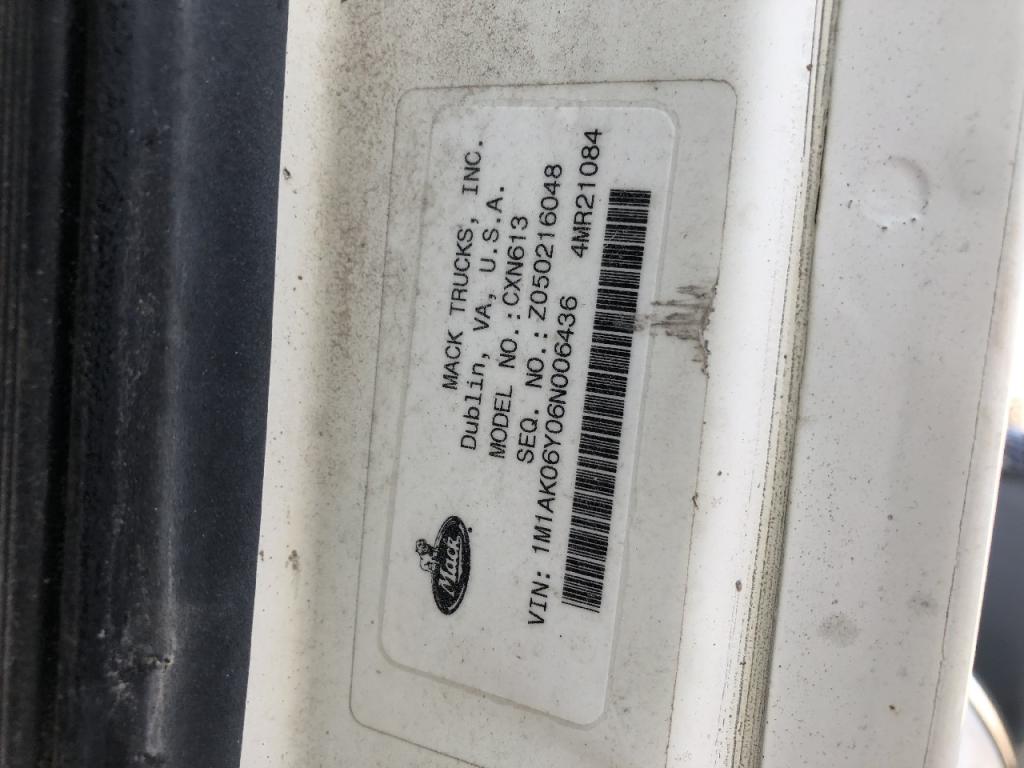 Mack
MACK TRUCKS, INC.
Dublin, VA, U.S.A.
MODEL NO.:CXN613
SEQ. NO.:Z050216048
VIN: 1M1AK06Y06N006436 4MR21084